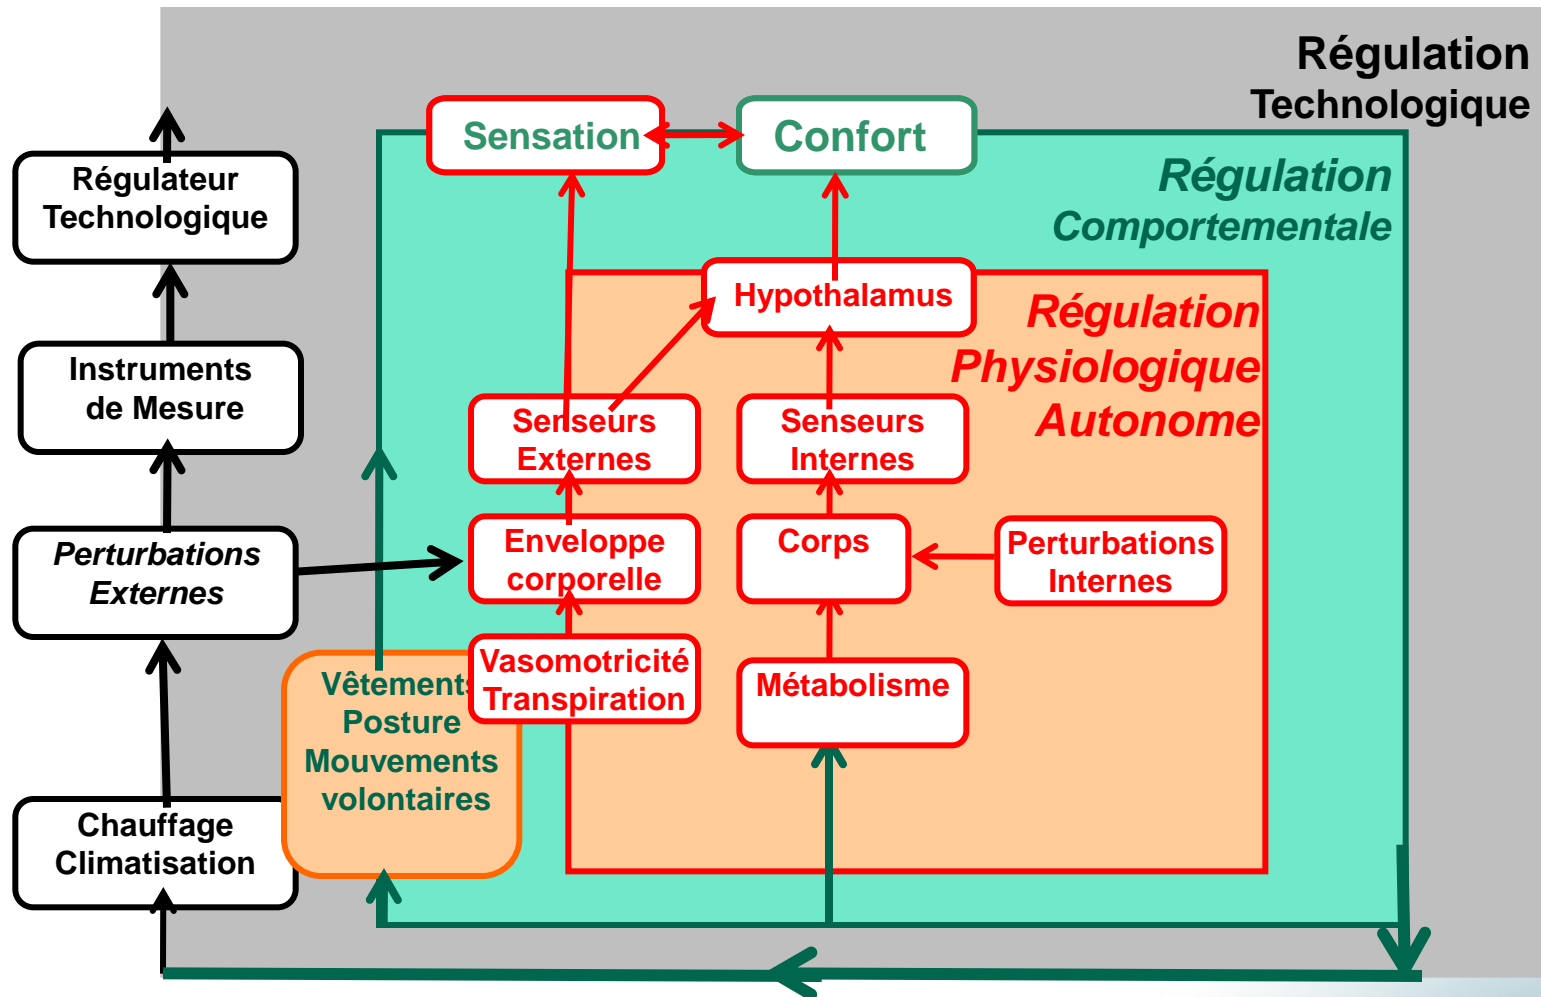 Régulation
Technologique
Sensation
Confort
Régulateur
Technologique
Régulation
Comportementale
Hypothalamus
Régulation
Physiologique
Autonome
Instruments
de Mesure
Senseurs
Externes
Senseurs
Internes
Perturbations
Externes
Enveloppe
corporelle
Corps
Perturbations
Internes
Vêtements
Posture
Mouvements
volontaires
Vasomotricité
Transpiration
Métabolisme
Chauffage
Climatisation